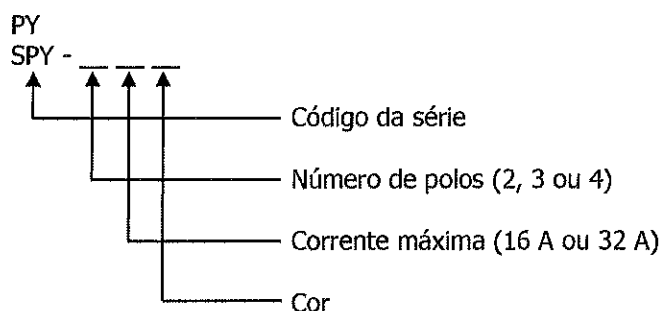 PY
SPY - _ _ _
Código da série
Número de polos (2, 3 ou 4)
Corrente máxima (16 A ou 32 A)
Cor